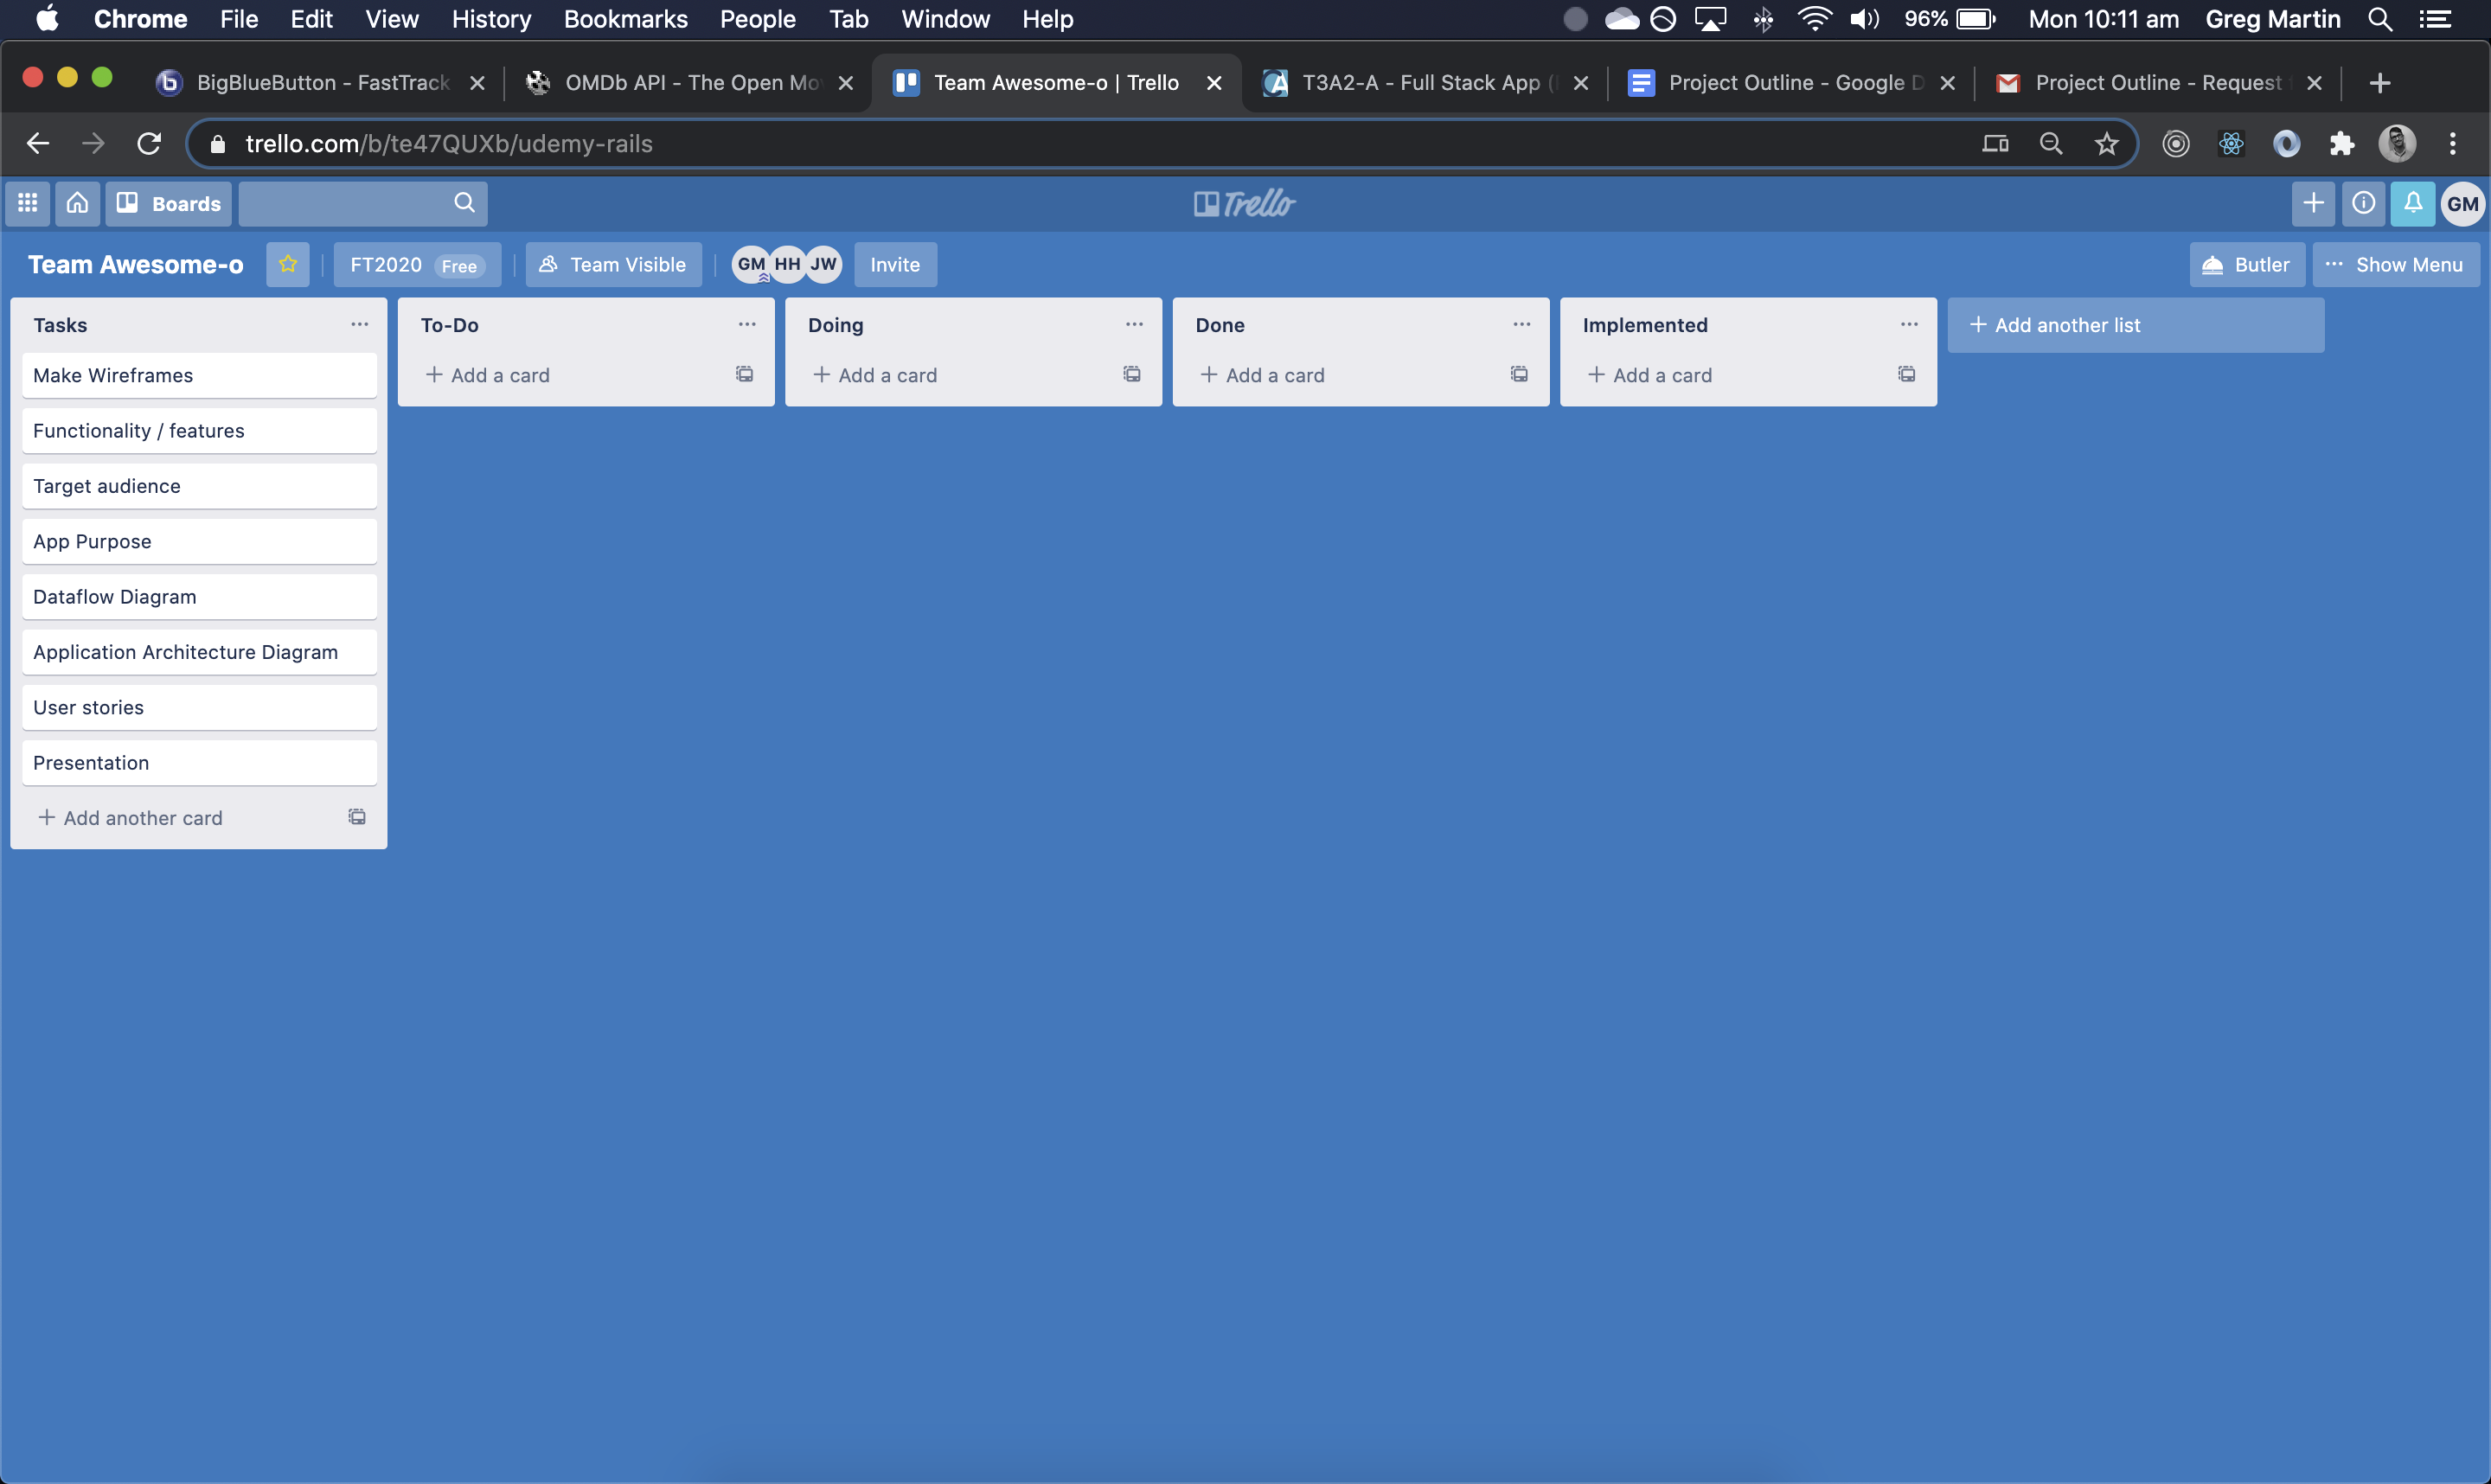 Chrome File Edit View History Bookmarks People Tab Window Help 96% Mon 10:11 am Greg Martin
BigBlueButton - FastTrack OMDb API - The Open Mo Team Awesome-o | Trello T3A2-A - Full Stack App ( Project Outline - Google D Project Outline - Request
trello.com/b/te47QUXb/udemy-rails
Boards Trello GM
Team Awesome-o FT2020 Free Team Visible GM HH JW Invite Butler ... Show Menu
Tasks To-Do Doing Done Implemented + Add another list
Make Wireframes + Add a card + Add a card + Add a card + Add a card
Functionality / features
Target audience
App Purpose
Dataflow Diagram
Application Architecture Diagram
User stories
Presentation
+ Add another card